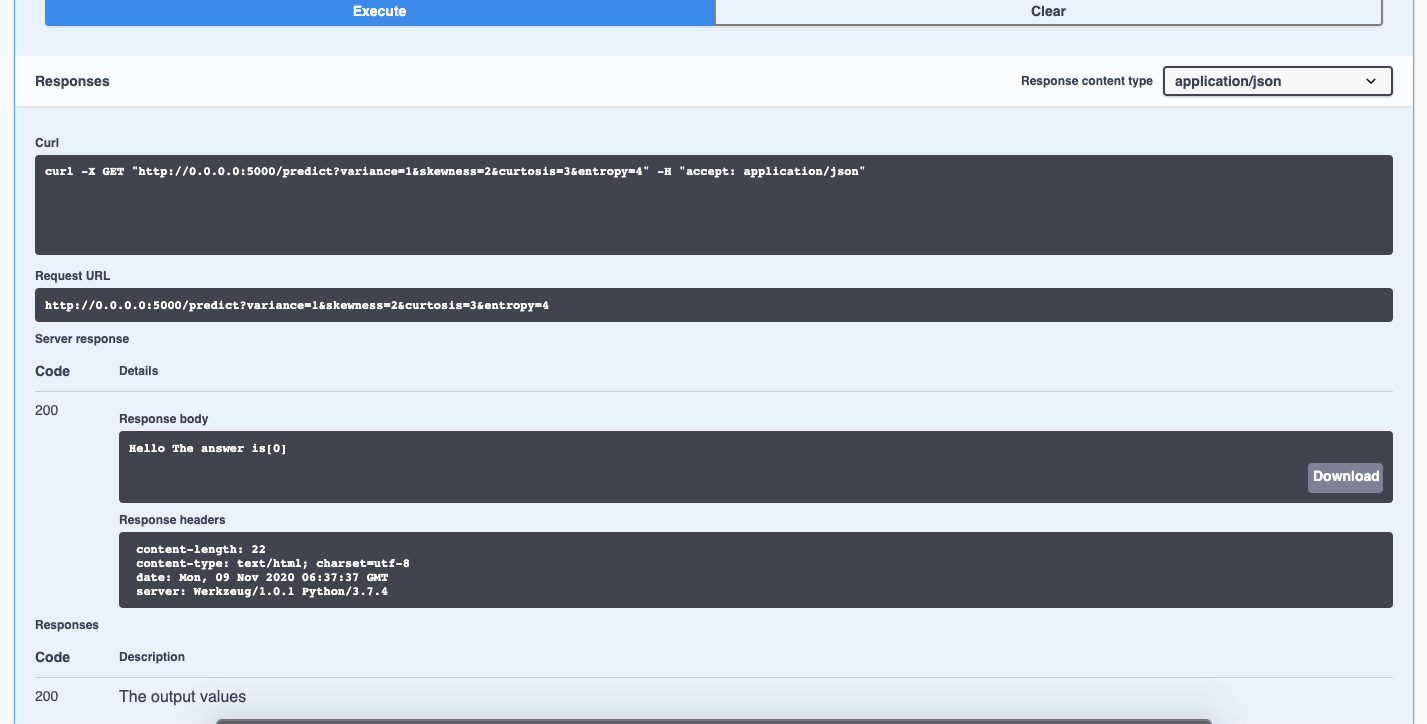 Execute
Clear
Responses
Response content type
application/json
Curl
curl -X GET "http://0.0.0.0:5000/predict?variance=1&skewness=2&curtosis=3&entropy=4" -H "accept: application/json"
Request URL
http://0.0.0.0:5000/predict?variance=1&skewness=2&curtosis=3&entropy=4
Server response
Code
Details
200
Response body
Hello The answer is[0]
Download
Response headers
content-length: 22
content-type: text/html; charset=utf-8
date: Mon, 09 Nov 2020 06:37:37 GMT
server: Werkzeug/1.0.1 Python/3.7.4
Responses
Code
Description
200
The output values